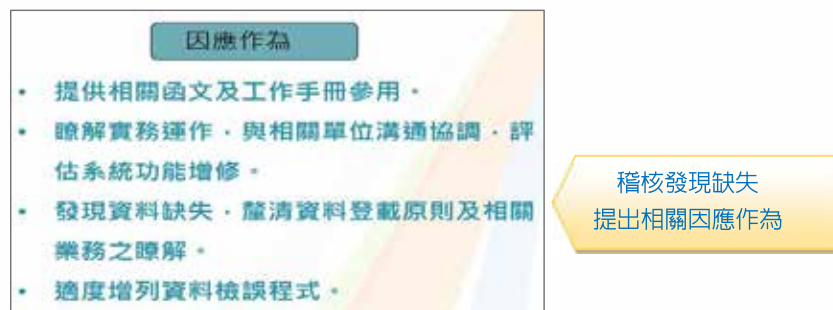 因應作為
• 提供相關函文及工作手冊參用。
• 瞭解實務運作，與相關單位溝通協調，評
估系統功能增修。
• 發現資料缺失，釐清資料登載原則及相關
業務之瞭解。
• 適度增列資料檢誤程式。
稽核發現缺失
提出相關因應作為